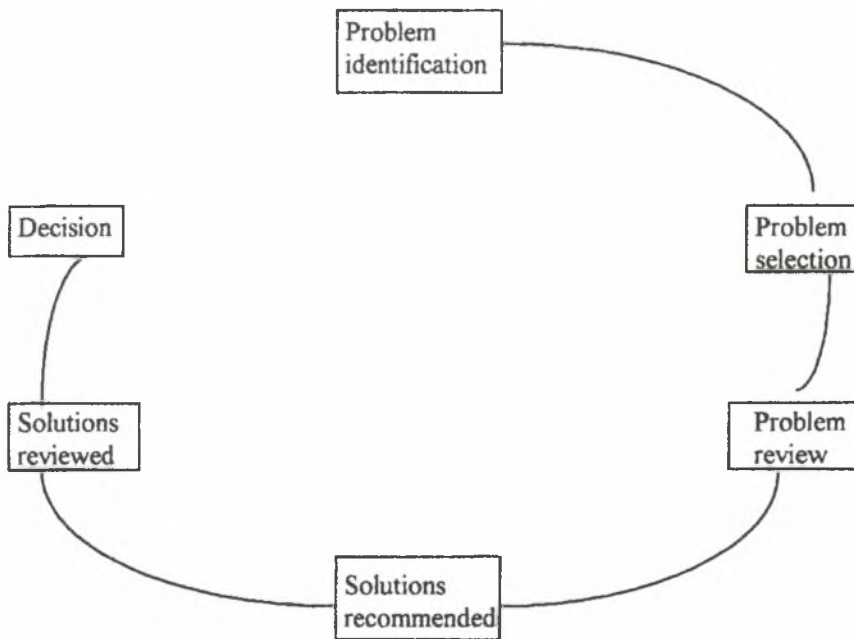 Problem
identification
Problem
selection
Problem
review
Solutions
recommended
Solutions
reviewed
Decision